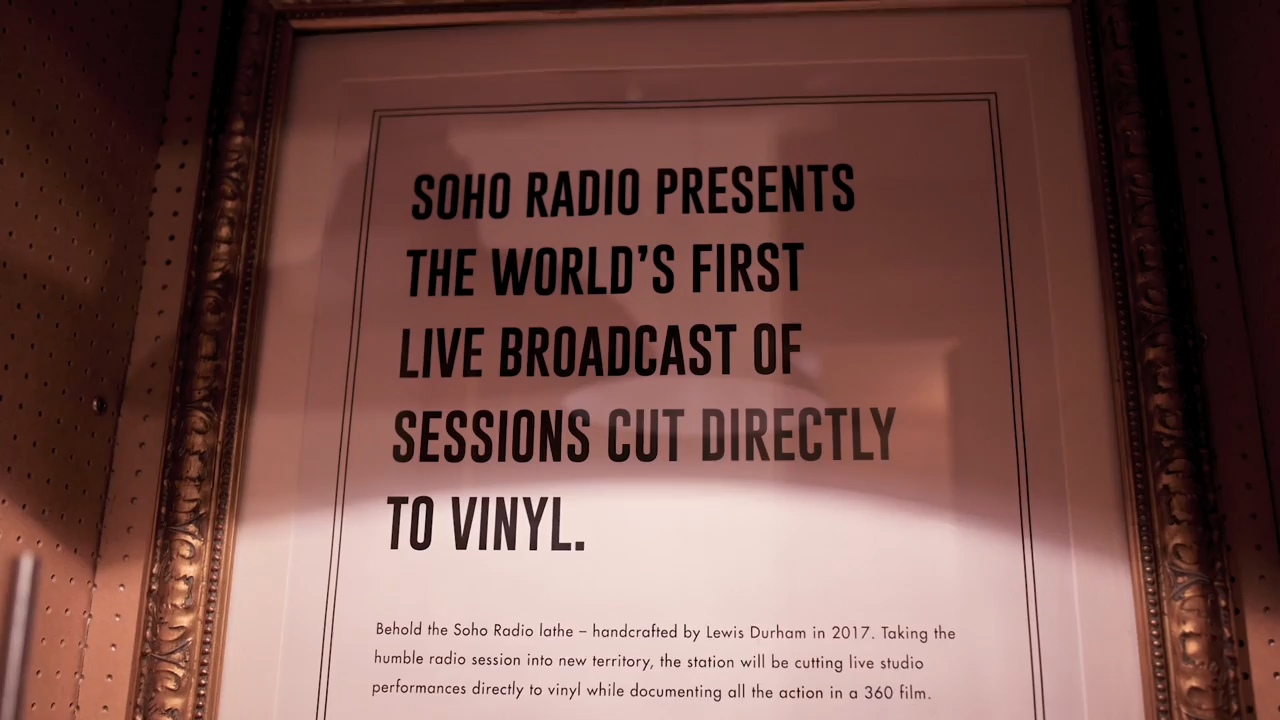 SOHO RADIO PRESENTS
THE WORLD'S FIRST
LIVE BROADCAST OF
SESSIONS CUT DIRECTLY
TO VINYL.
Behold the Soho Radio lathe – handcrafted by Lewis Durham in 2017. Taking the
humble radio session into new territory, the station will be cutting live studio
performances directly to vinyl while documenting all the action in a 360 film.